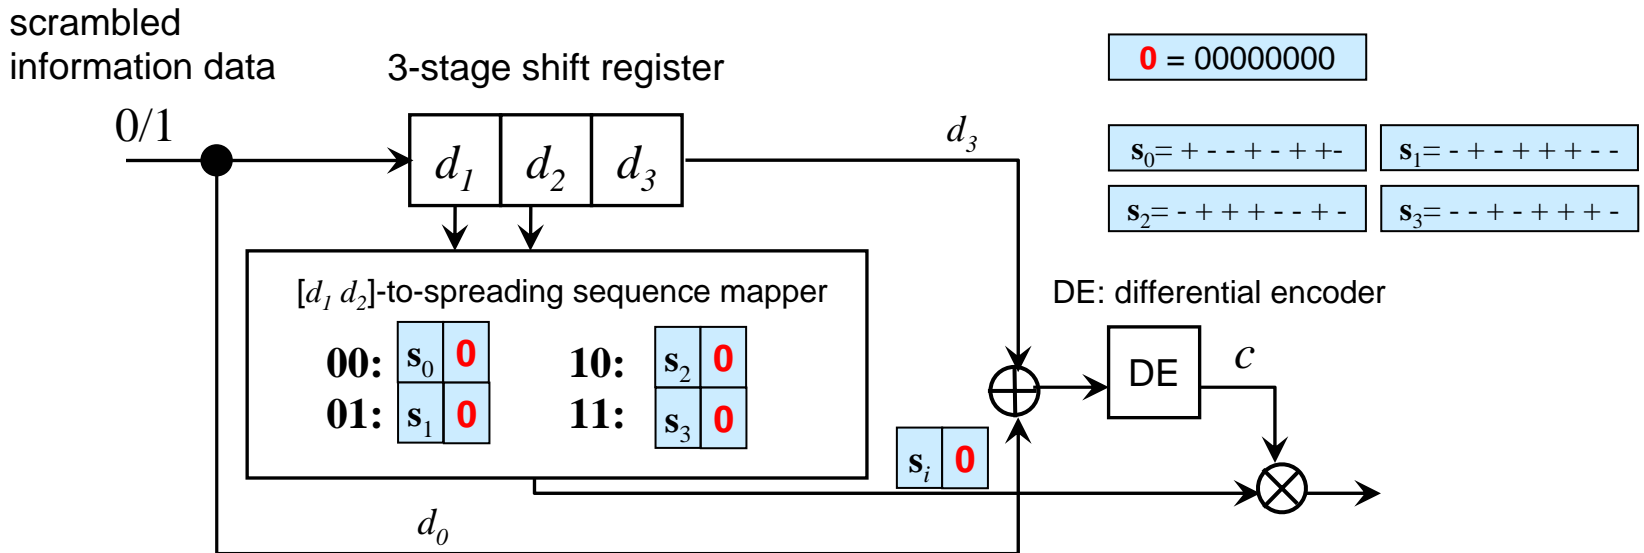 scrambled
information data
3-stage shift register
0 = 00000000
0/1
d1 d2 d3
d3
s0= + - - + - + +-
s1= - + - + + + - -
s2= - + + + - - + -
s3= - - + - + + + -
[d1 d2]-to-spreading sequence mapper
DE: differential encoder
00: s0 0
10: s2 0
01: s1 0
11: s3 0
DE
c
si 0
d0